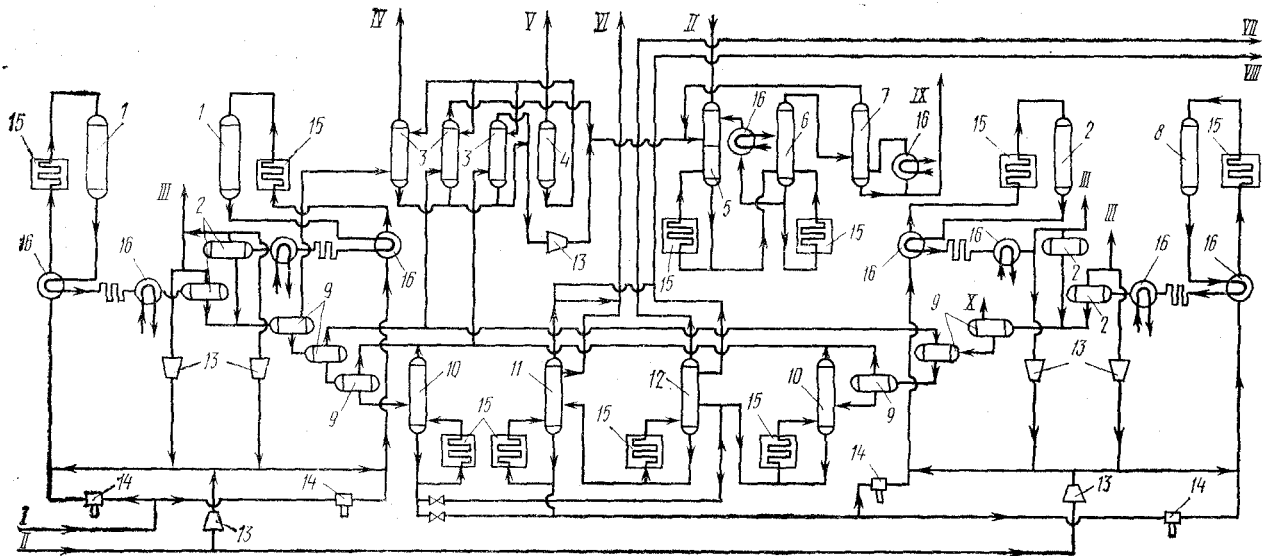 IV V VI II VII
VIII
15 1 1 15 3 3 4 16 6 7 IX 16 15 2 8 15
III 5 III
2 15 15 III
16 16 16 13 16 16 2 16 16
2 9 X 9 2
9 13 9 13
9 10 11 12 10 9
15 15 15
14 14 14 13 14
I 13
II